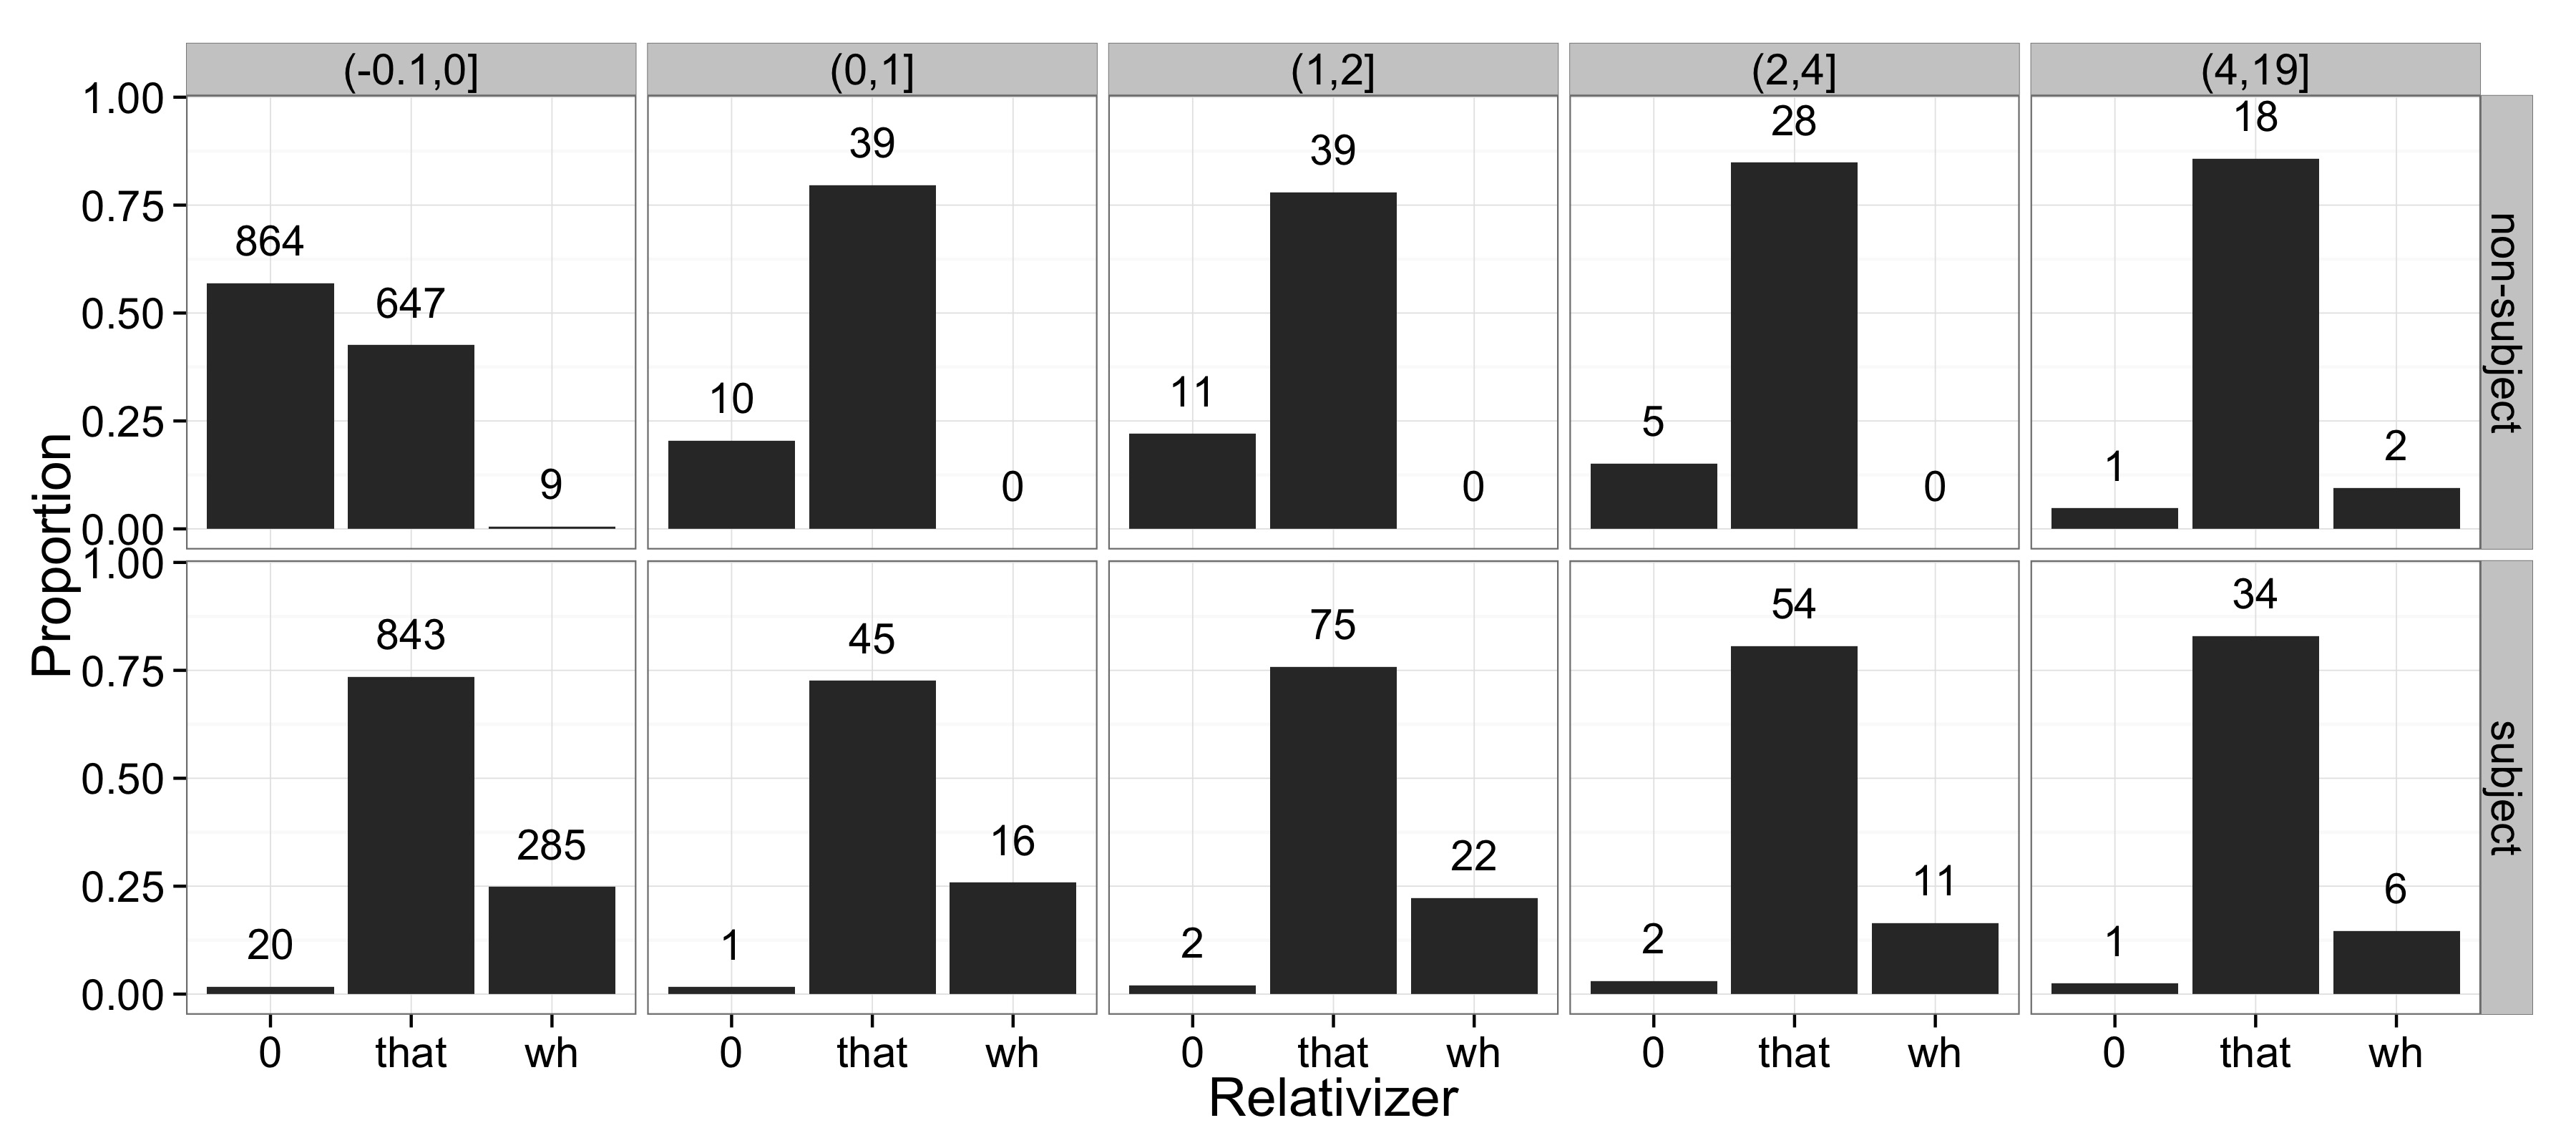 (-0.1,0] (0,1] (1,2] (2,4] (4,19]
Proportion
1.00
0.75
0.50
0.25
0.00
864 647 9
10 39 0
11 39 0
5 28 0
1 18 2
non-subject
1.00
0.75
0.50
0.25
0.00
20 843 285
1 45 16
2 75 22
2 54 11
1 34 6
subject
0 that wh 0 that wh 0 that wh 0 that wh 0 that wh
Relativizer